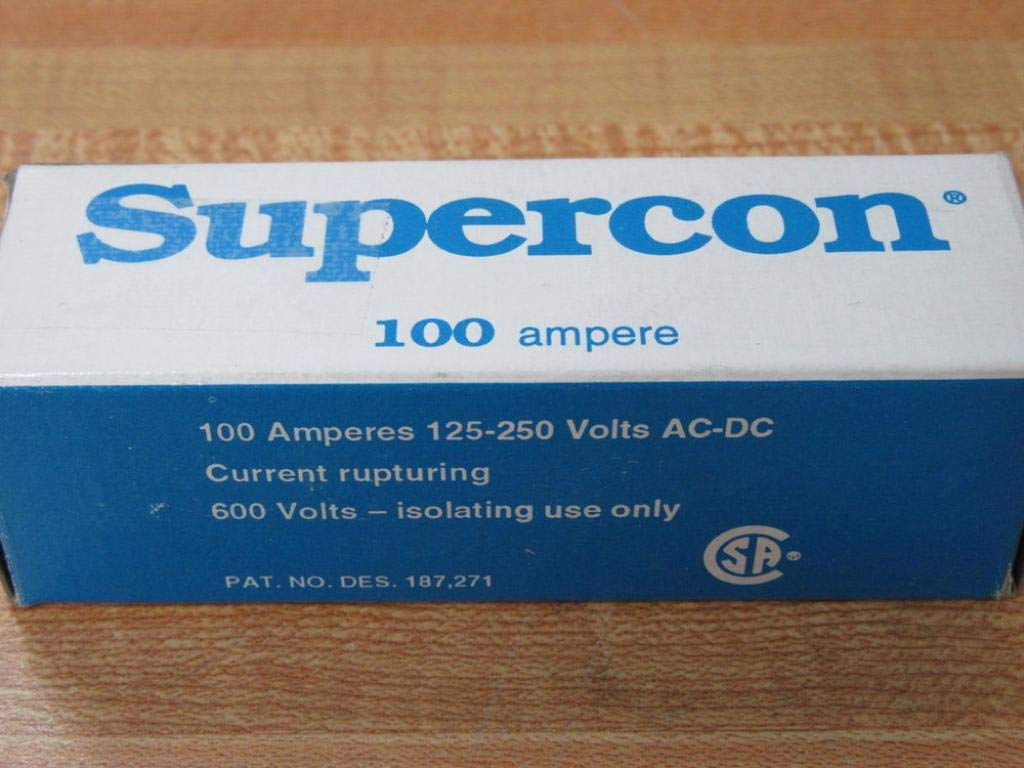 Supercon®
100 ampere
100 Amperes 125-250 Volts AC-DC
Current rupturing
600 Volts – isolating use only
CSA®
PAT. NO. DES. 187,271